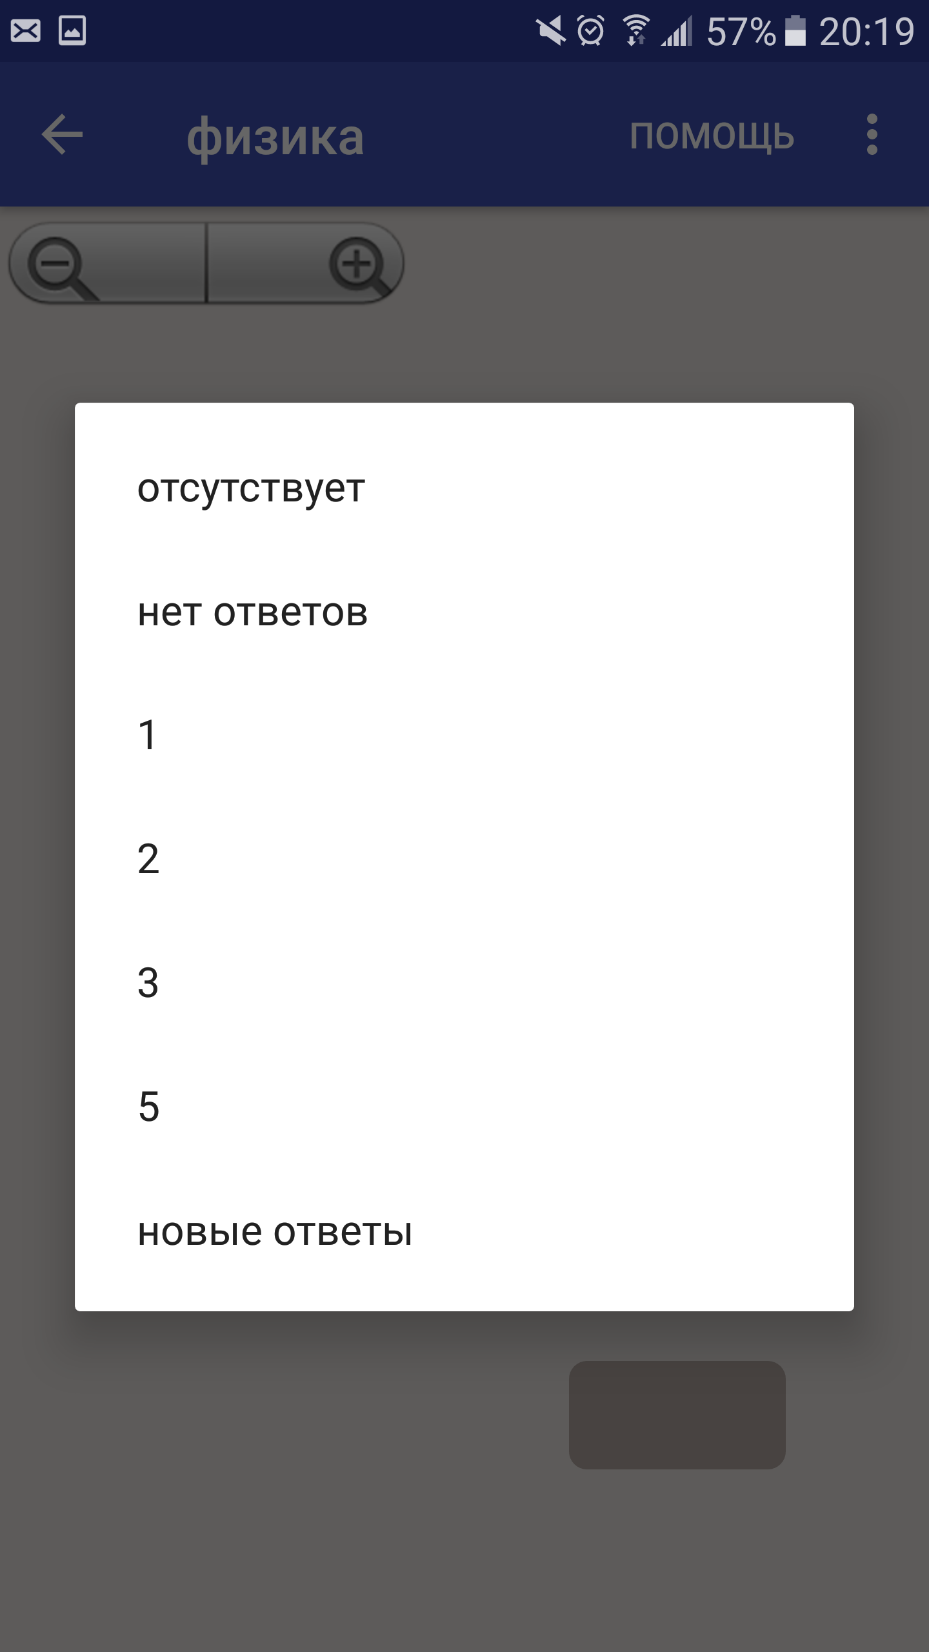 57% 20:19
физика помощь
отсутствует
нет ответов
1
2
3
5
новые ответы